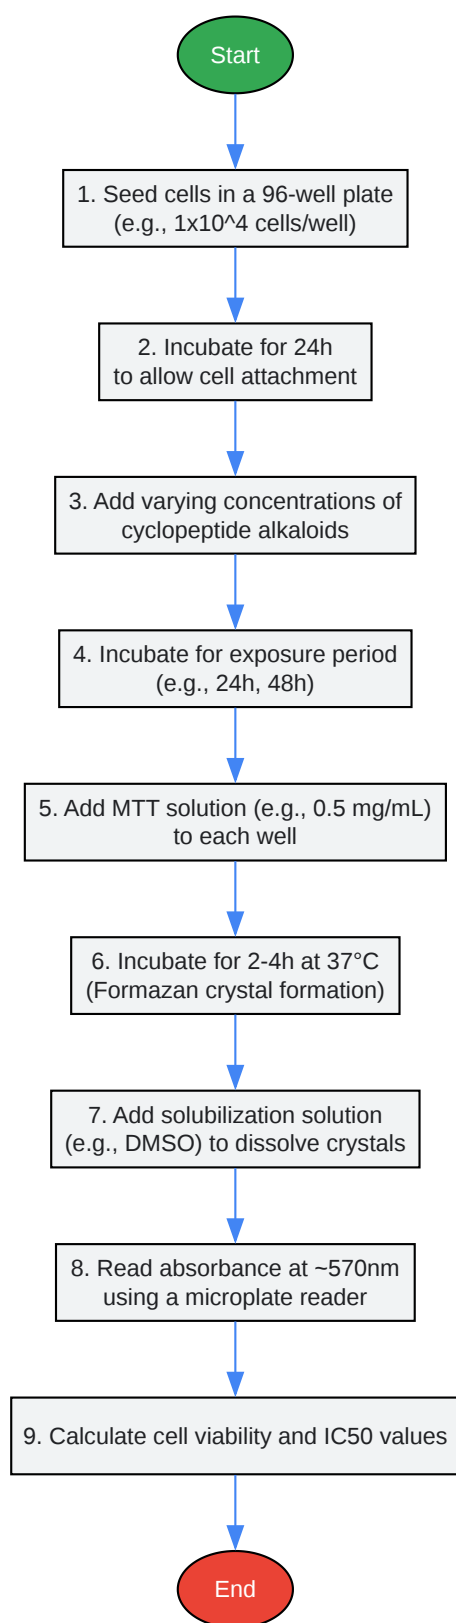 Start
1. Seed cells in a 96-well plate
(e.g., 1x10^4 cells/well)
2. Incubate for 24h
to allow cell attachment
3. Add varying concentrations of
cyclopeptide alkaloids
4. Incubate for exposure period
(e.g., 24h, 48h)
5. Add MTT solution (e.g., 0.5 mg/mL)
to each well
6. Incubate for 2-4h at 37°C
(Formazan crystal formation)
7. Add solubilization solution
(e.g., DMSO) to dissolve crystals
8. Read absorbance at ~570nm
using a microplate reader
9. Calculate cell viability and IC50 values
End